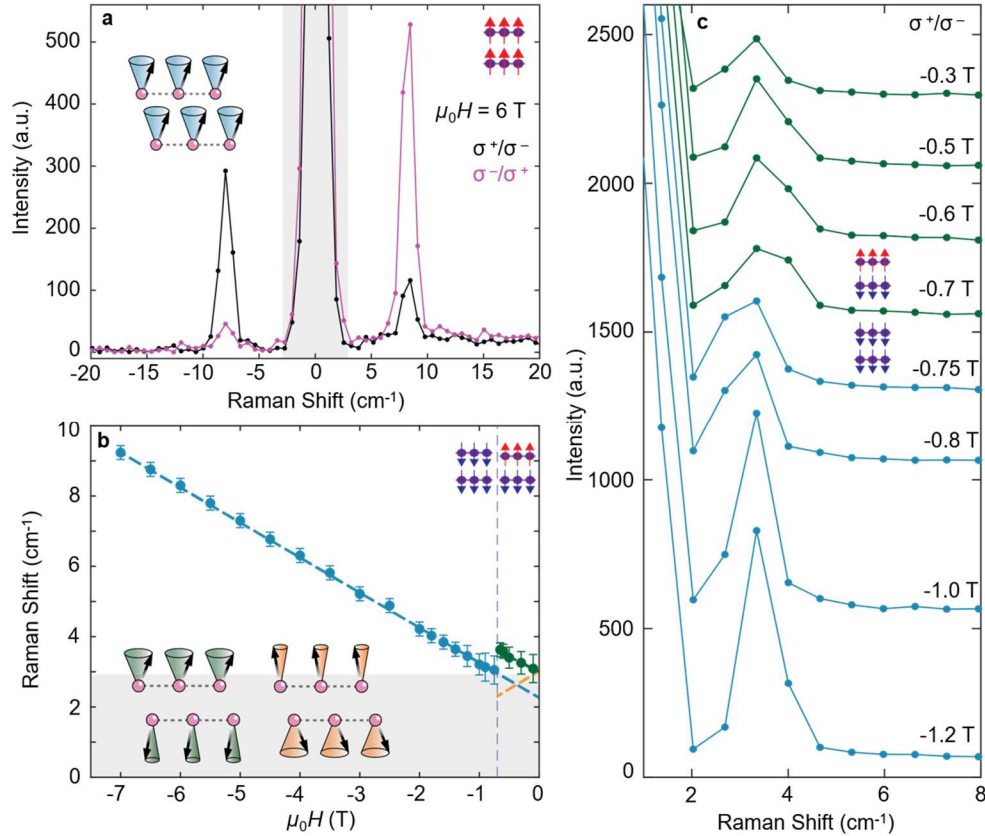 a
500
400
300
200
100
0
Intensity (a.u.)
μ₀H = 6 T
σ⁺/σ⁻
σ⁻/σ⁺
-20 -15 -10 -5 0 5 10 15 20
Raman Shift (cm⁻¹)
b
10
8
6
4
2
0
Raman Shift (cm⁻¹)
-7 -6 -5 -4 -3 -2 -1 0
μ₀H (T)
c
σ⁺/σ⁻
2500
2000
1500
1000
500
0
Intensity (a.u.)
-0.3 T
-0.5 T
-0.6 T
-0.7 T
-0.75 T
-0.8 T
-1.0 T
-1.2 T
2 4 6 8
Raman Shift (cm⁻¹)